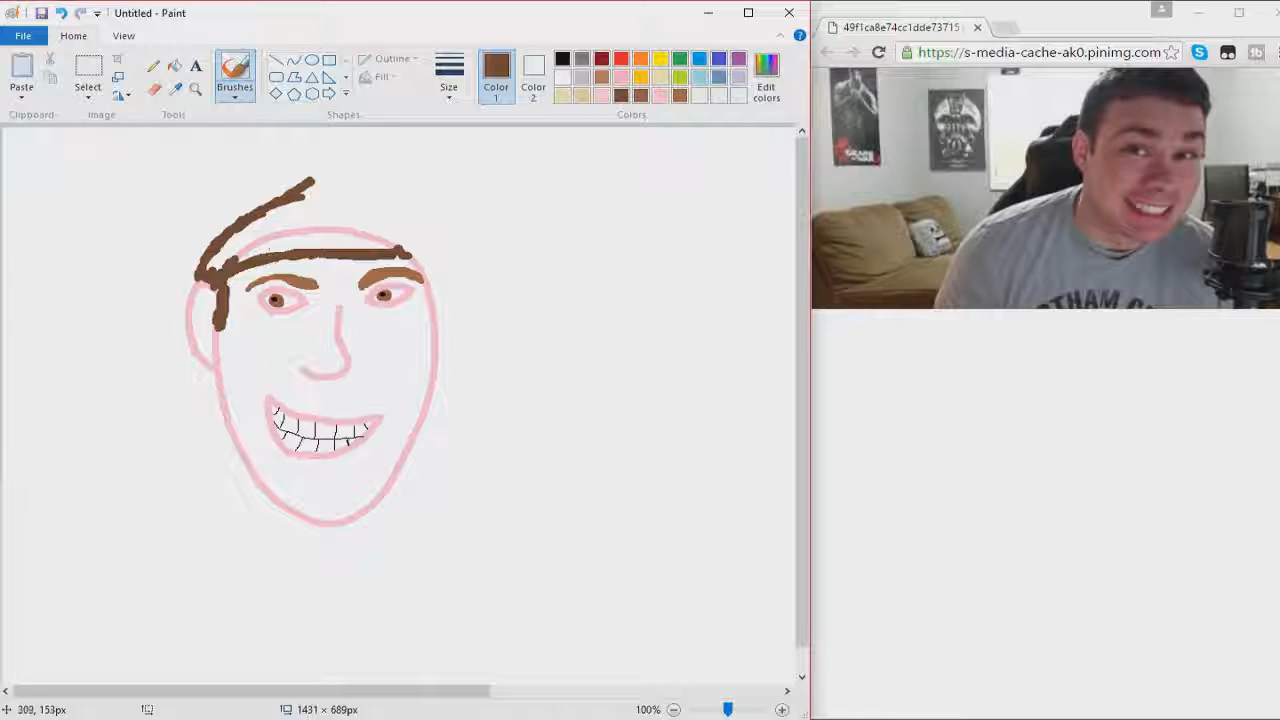 Untitled - Paint
File
Home
View
Paste
Select
Brushes
Outline
Fill
Size
Color 1
Color 2
Edit colors
Clipboard
Image
Tools
Shapes
Colors
303, 153px
1431 × 689px
100%
49f1ca8e74cc1dde73715
https://s-media-cache-ak0.pinimg.com